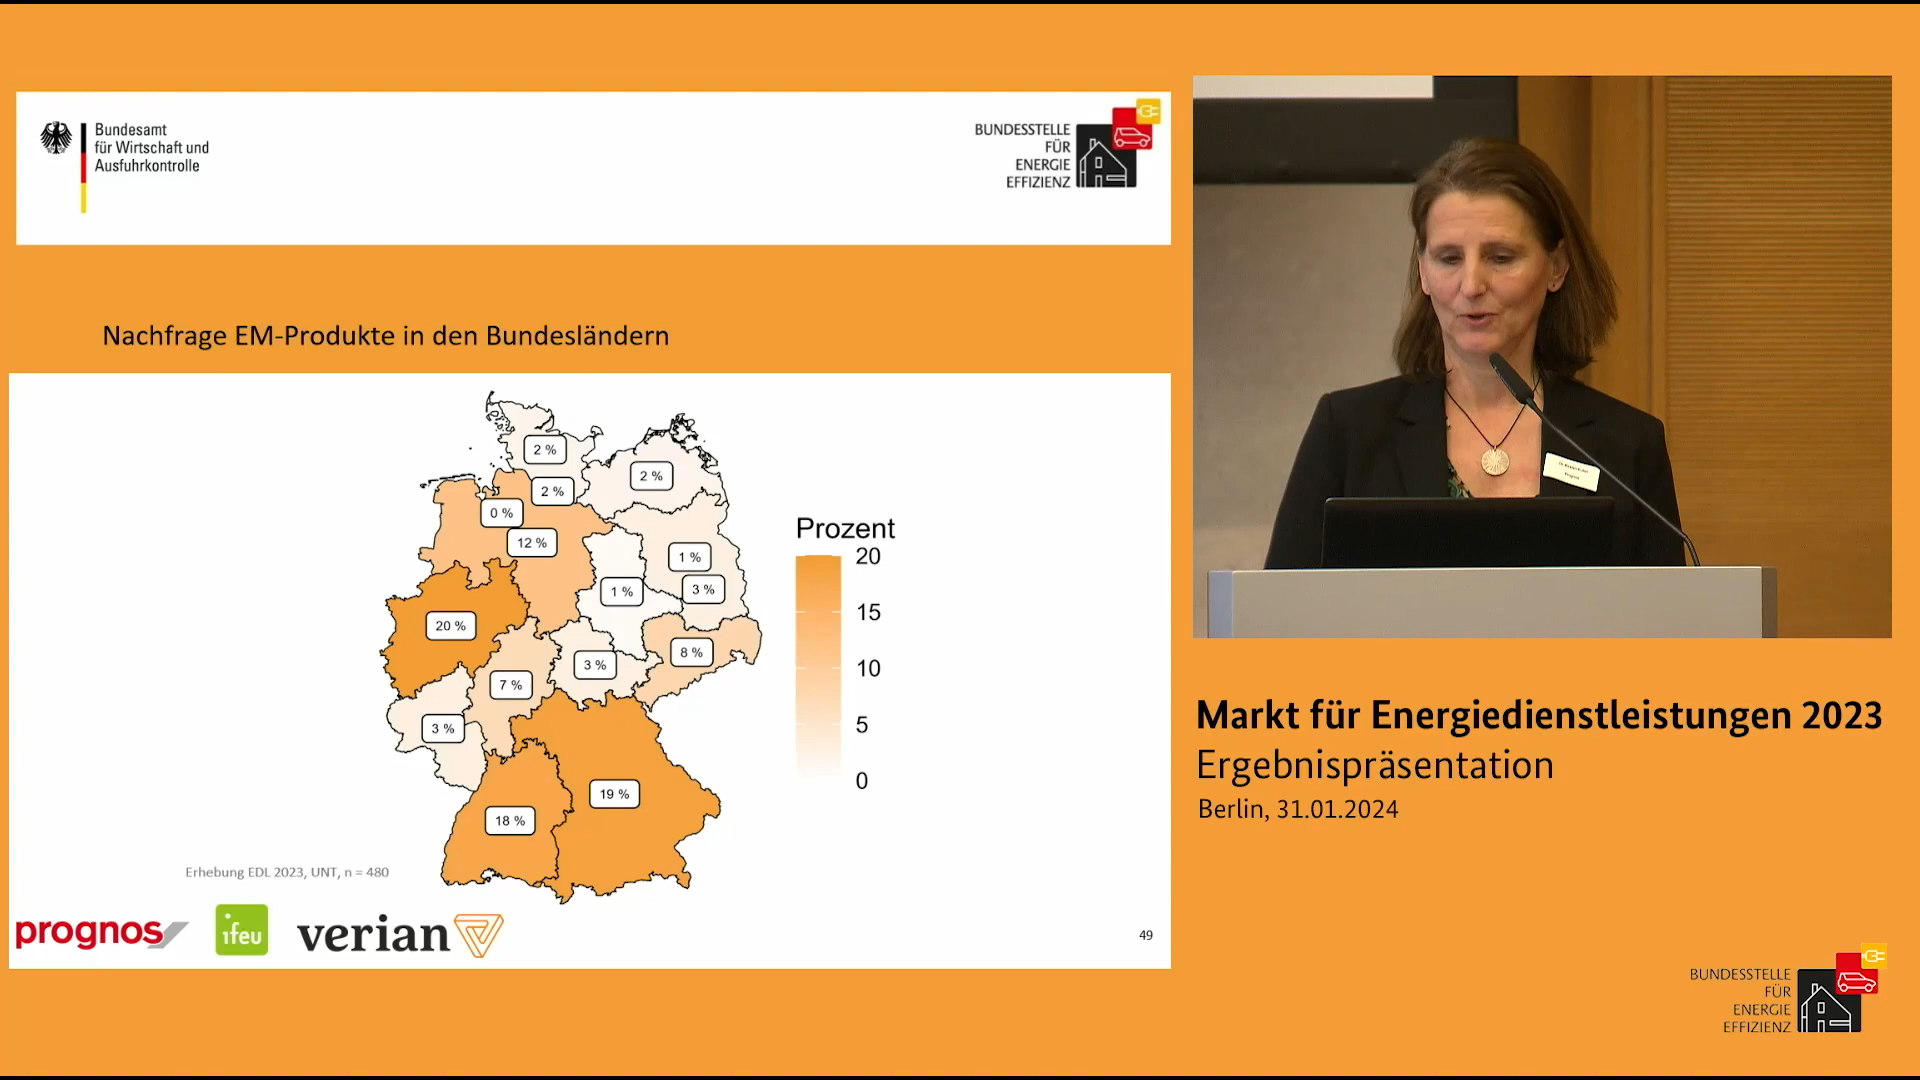 Bundesamt
für Wirtschaft und
Ausfuhrkontrolle
BUNDESSTELLE
FÜR
ENERGIE
EFFIZIENZ
Nachfrage EM-Produkte in den Bundesländern
2 %
2 %
2 %
0 %
12 %
1 %
3 %
1 %
20 %
8 %
3 %
7 %
3 %
19 %
18 %
Prozent
20
15
10
5
0
Erhebung EDL 2023, UNT, n = 480
prognos
ifeu
verian
49
Markt für Energiedienstleistungen 2023
Ergebnispräsentation
Berlin, 31.01.2024
BUNDESSTELLE
FÜR
ENERGIE
EFFIZIENZ